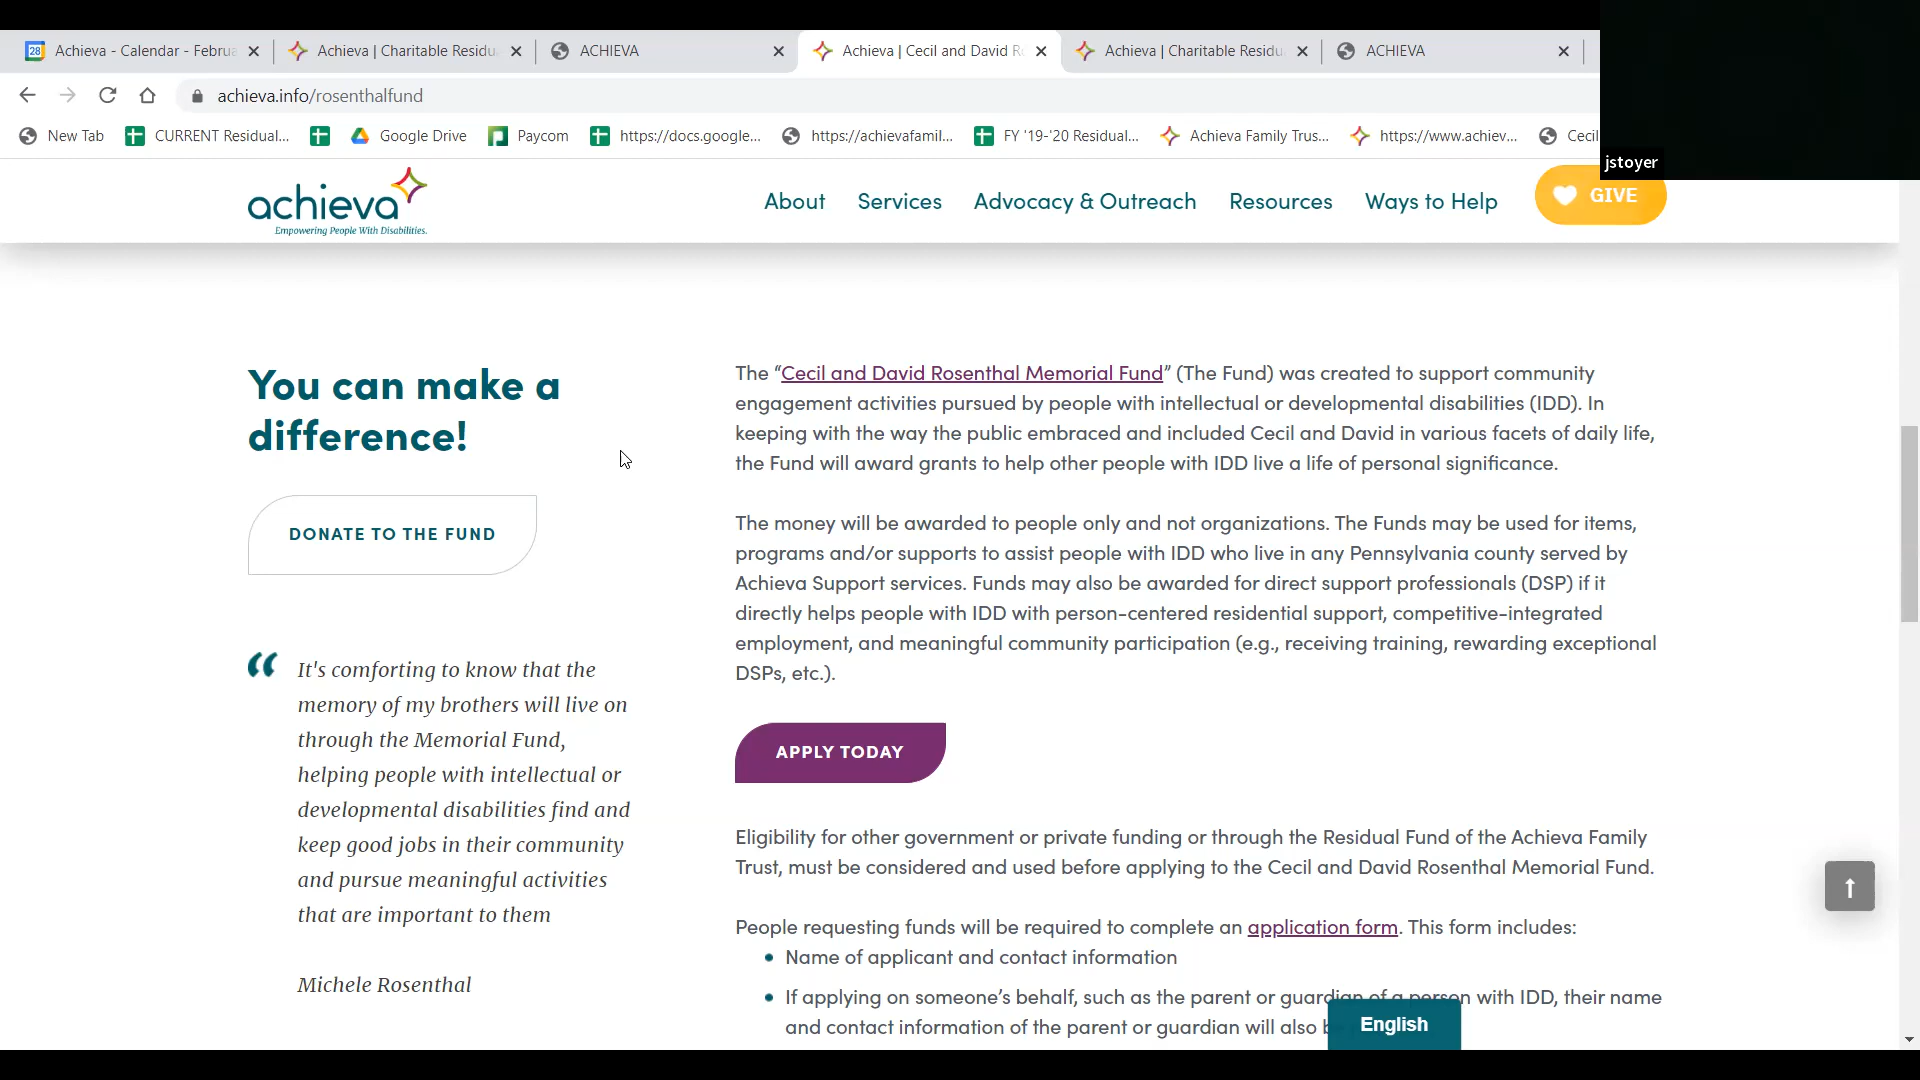 28 Achieva - Calendar - Februa
Achieva | Charitable Residu
ACHIEVA
Achieva | Cecil and David R
Achieva | Charitable Residu
ACHIEVA
achieva.info/rosenthalfund
New Tab
CURRENT Residual...
Google Drive
Paycom
https://docs.google...
https://achievafamil...
FY '19-'20 Residual...
Achieva Family Trus...
https://www.achiev...
Cecil
jstoyer
achieva
Empowering People With Disabilities.
About
Services
Advocacy & Outreach
Resources
Ways to Help
GIVE
You can make a
difference!
DONATE TO THE FUND
“ It's comforting to know that the
memory of my brothers will live on
through the Memorial Fund,
helping people with intellectual or
developmental disabilities find and
keep good jobs in their community
and pursue meaningful activities
that are important to them
Michele Rosenthal
The “Cecil and David Rosenthal Memorial Fund” (The Fund) was created to support community
engagement activities pursued by people with intellectual or developmental disabilities (IDD). In
keeping with the way the public embraced and included Cecil and David in various facets of daily life,
the Fund will award grants to help other people with IDD live a life of personal significance.
The money will be awarded to people only and not organizations. The Funds may be used for items,
programs and/or supports to assist people with IDD who live in any Pennsylvania county served by
Achieva Support services. Funds may also be awarded for direct support professionals (DSP) if it
directly helps people with IDD with person-centered residential support, competitive-integrated
employment, and meaningful community participation (e.g., receiving training, rewarding exceptional
DSPs, etc.).
APPLY TODAY
Eligibility for other government or private funding or through the Residual Fund of the Achieva Family
Trust, must be considered and used before applying to the Cecil and David Rosenthal Memorial Fund.
People requesting funds will be required to complete an application form. This form includes:
• Name of applicant and contact information
• If applying on someone’s behalf, such as the parent or guardian of a person with IDD, their name
and contact information of the parent or guardian will also
English